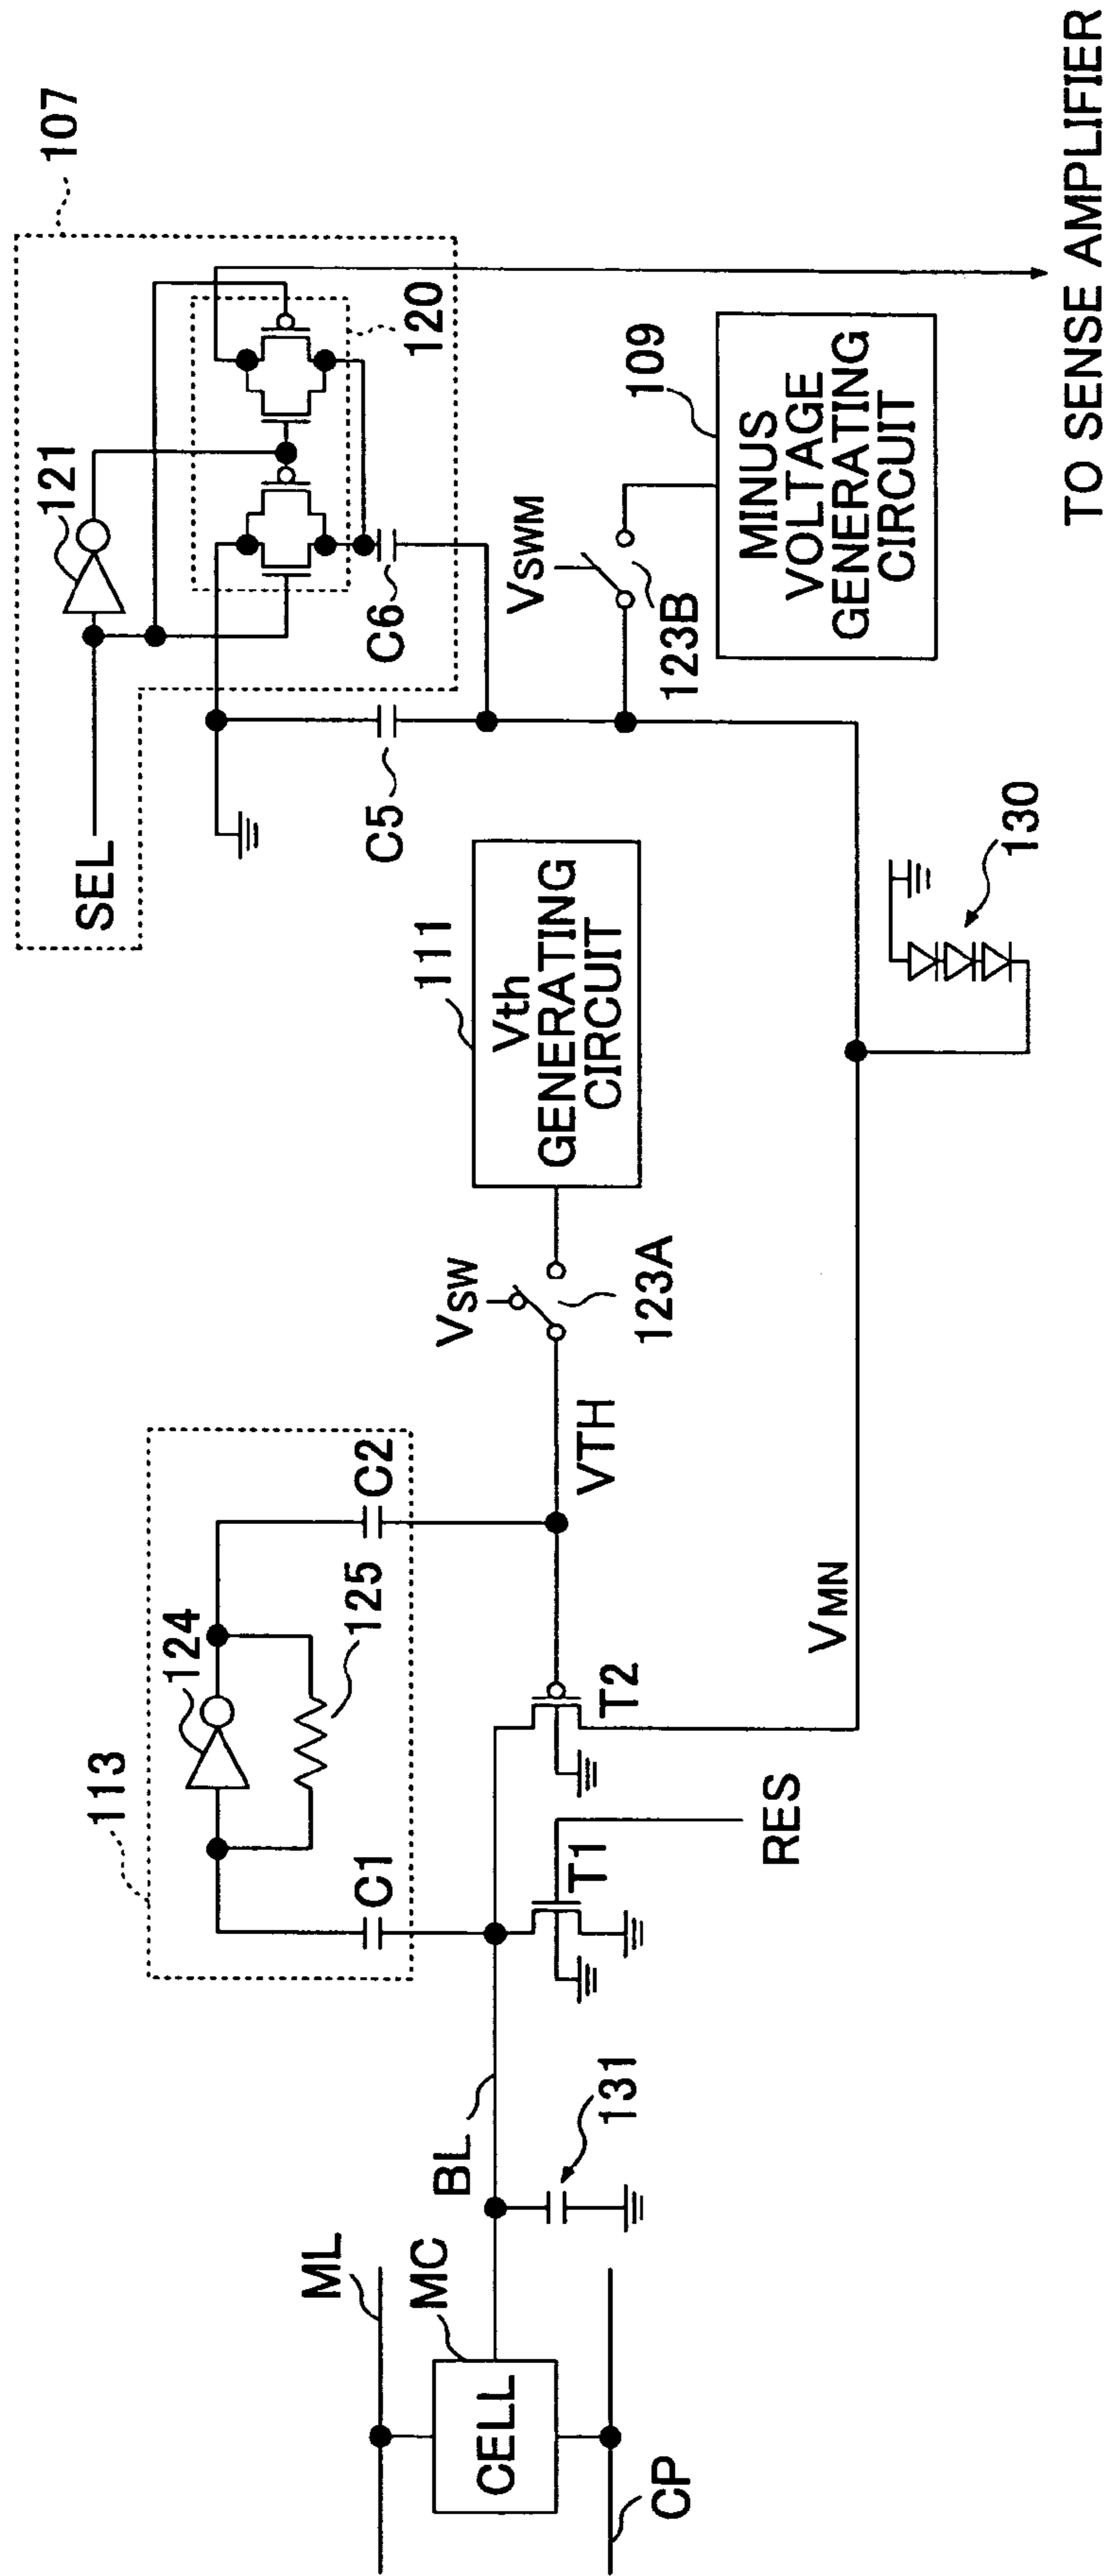 107
SEL
121
120
C5
C6
VSWM
123B
109
MINUS
VOLTAGE
GENERATING
CIRCUIT
TO SENSE AMPLIFIER
130
111
Vth
GENERATING
CIRCUIT
VSW
123A
VTH
113
124
125
C1
C2
T1
T2
RES
VMN
BL
131
ML
MC
CELL
CP